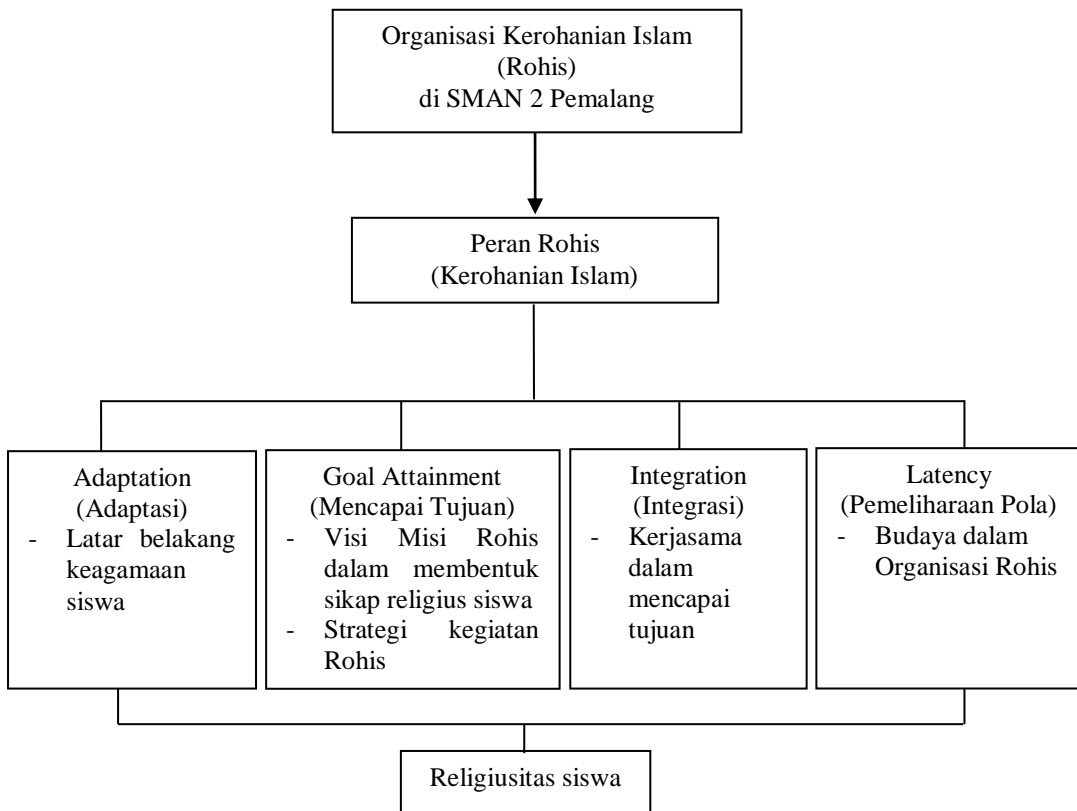 Organisasi Kerohanian Islam
(Rohis)
di SMAN 2 Pemalang
Peran Rohis
(Kerohanian Islam)
Adaptation
(Adaptasi)
- Latar belakang
keagamaan
siswa
Goal Attainment
(Mencapai Tujuan)
- Visi Misi Rohis
dalam membentuk
sikap religius siswa
- Strategi kegiatan
Rohis
Integration
(Integrasi)
- Kerjasama
dalam
mencapai
tujuan
Latency
(Pemeliharaan Pola)
- Budaya dalam
Organisasi Rohis
Religiusitas siswa